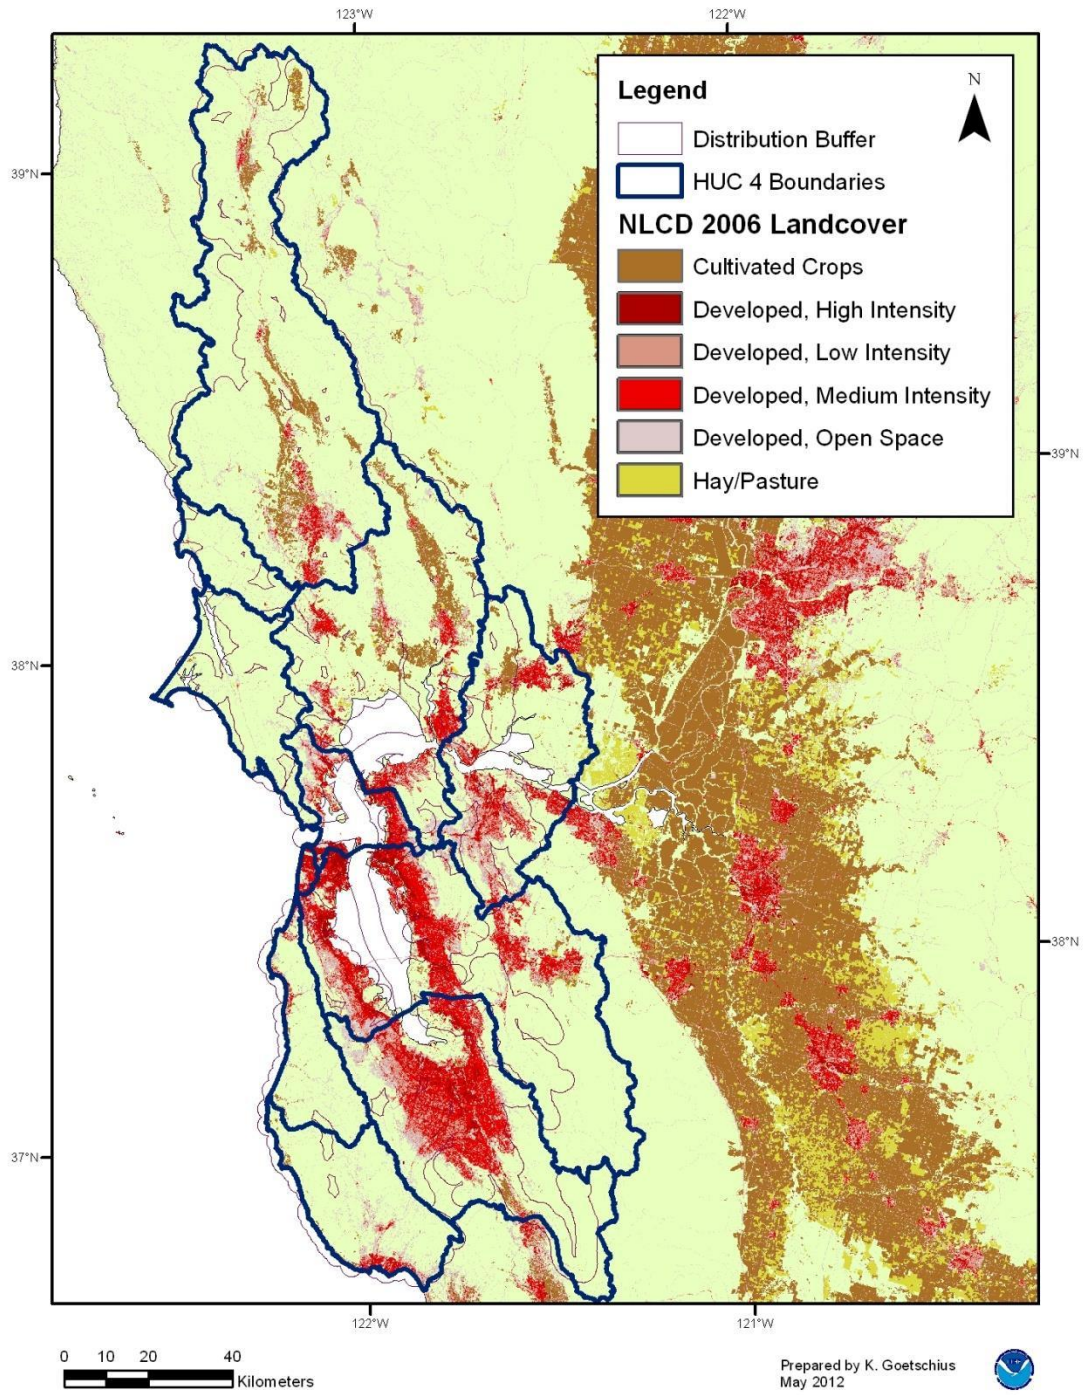 123°W 122°W
Legend
N
Distribution Buffer
39°N
HUC 4 Boundaries
NLCD 2006 Landcover
Cultivated Crops
Developed, High Intensity
Developed, Low Intensity
Developed, Medium Intensity
Developed, Open Space
39°N
Hay/Pasture
38°N
38°N
37°N
122°W 121°W
0 10 20 40
Kilometers
Prepared by K. Goetschius
May 2012